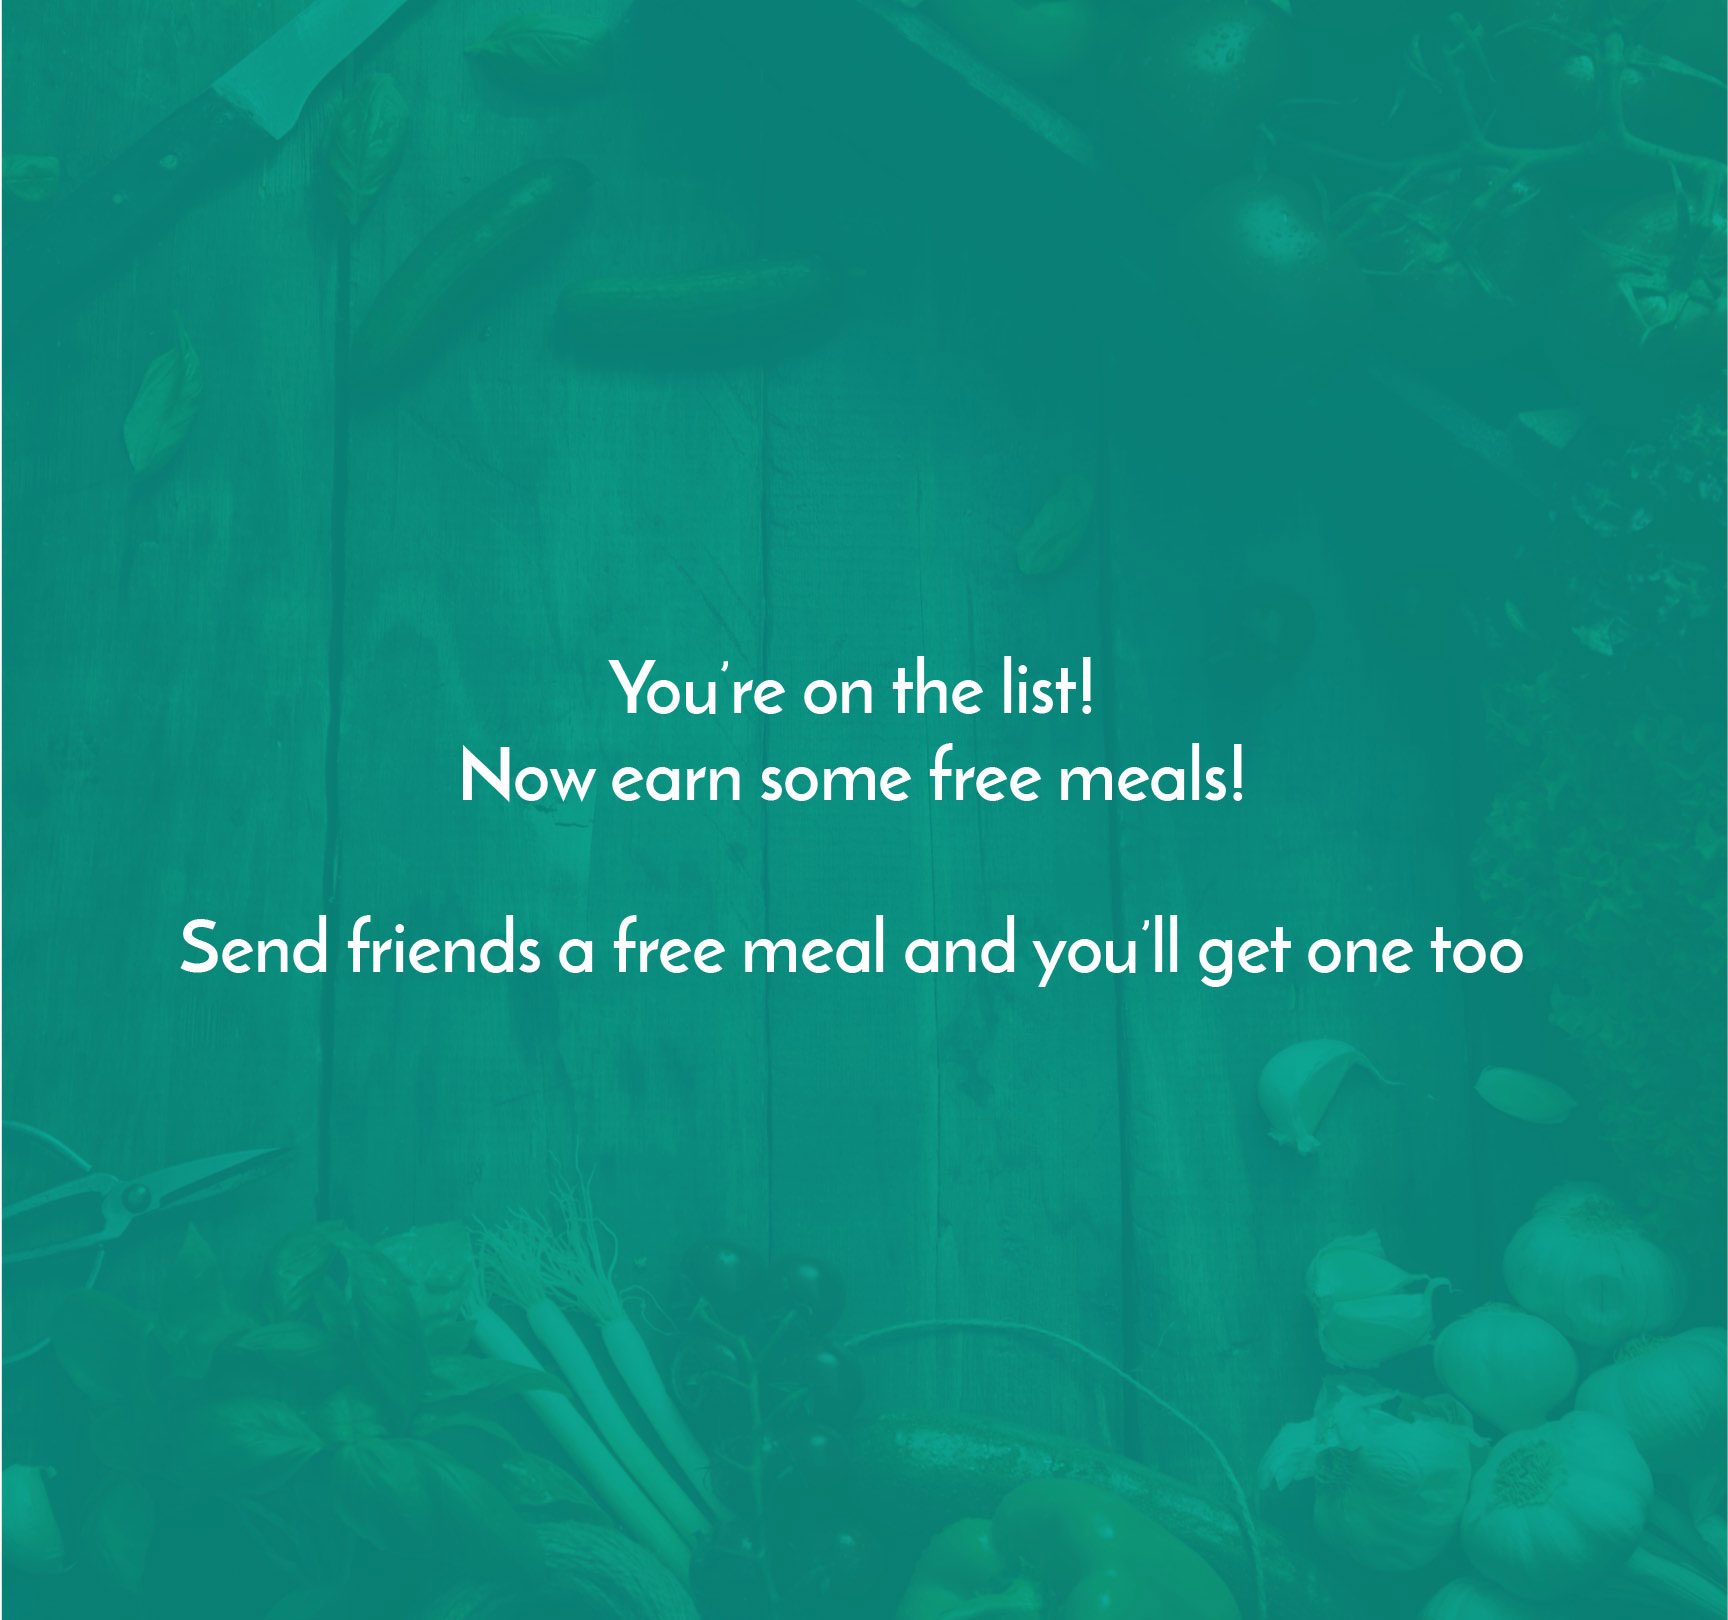 You’re on the list!
Now earn some free meals!
Send friends a free meal and you’ll get one too